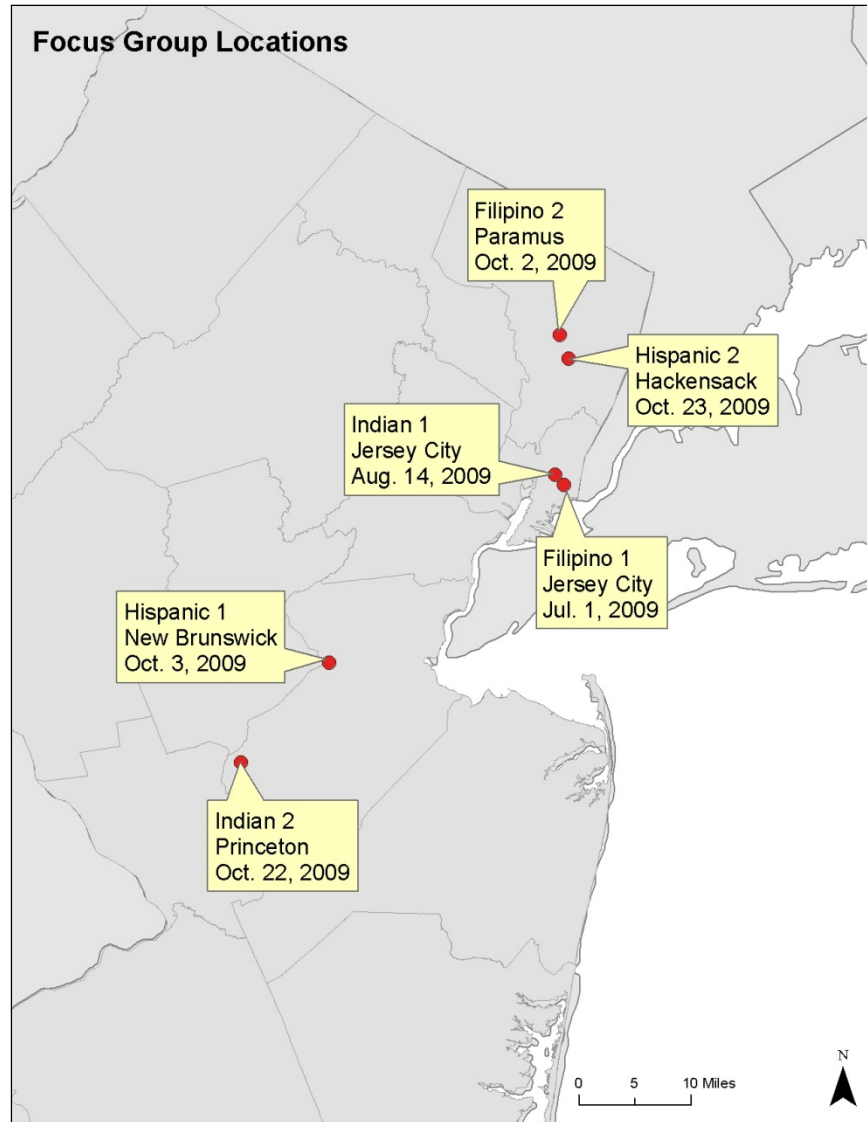 Focus Group Locations
Filipino 2
Paramus
Oct. 2, 2009
Hispanic 2
Hackensack
Oct. 23, 2009
Indian 1
Jersey City
Aug. 14, 2009
Filipino 1
Jersey City
Jul. 1, 2009
Hispanic 1
New Brunswick
Oct. 3, 2009
Indian 2
Princeton
Oct. 22, 2009
0 5 10 Miles
N